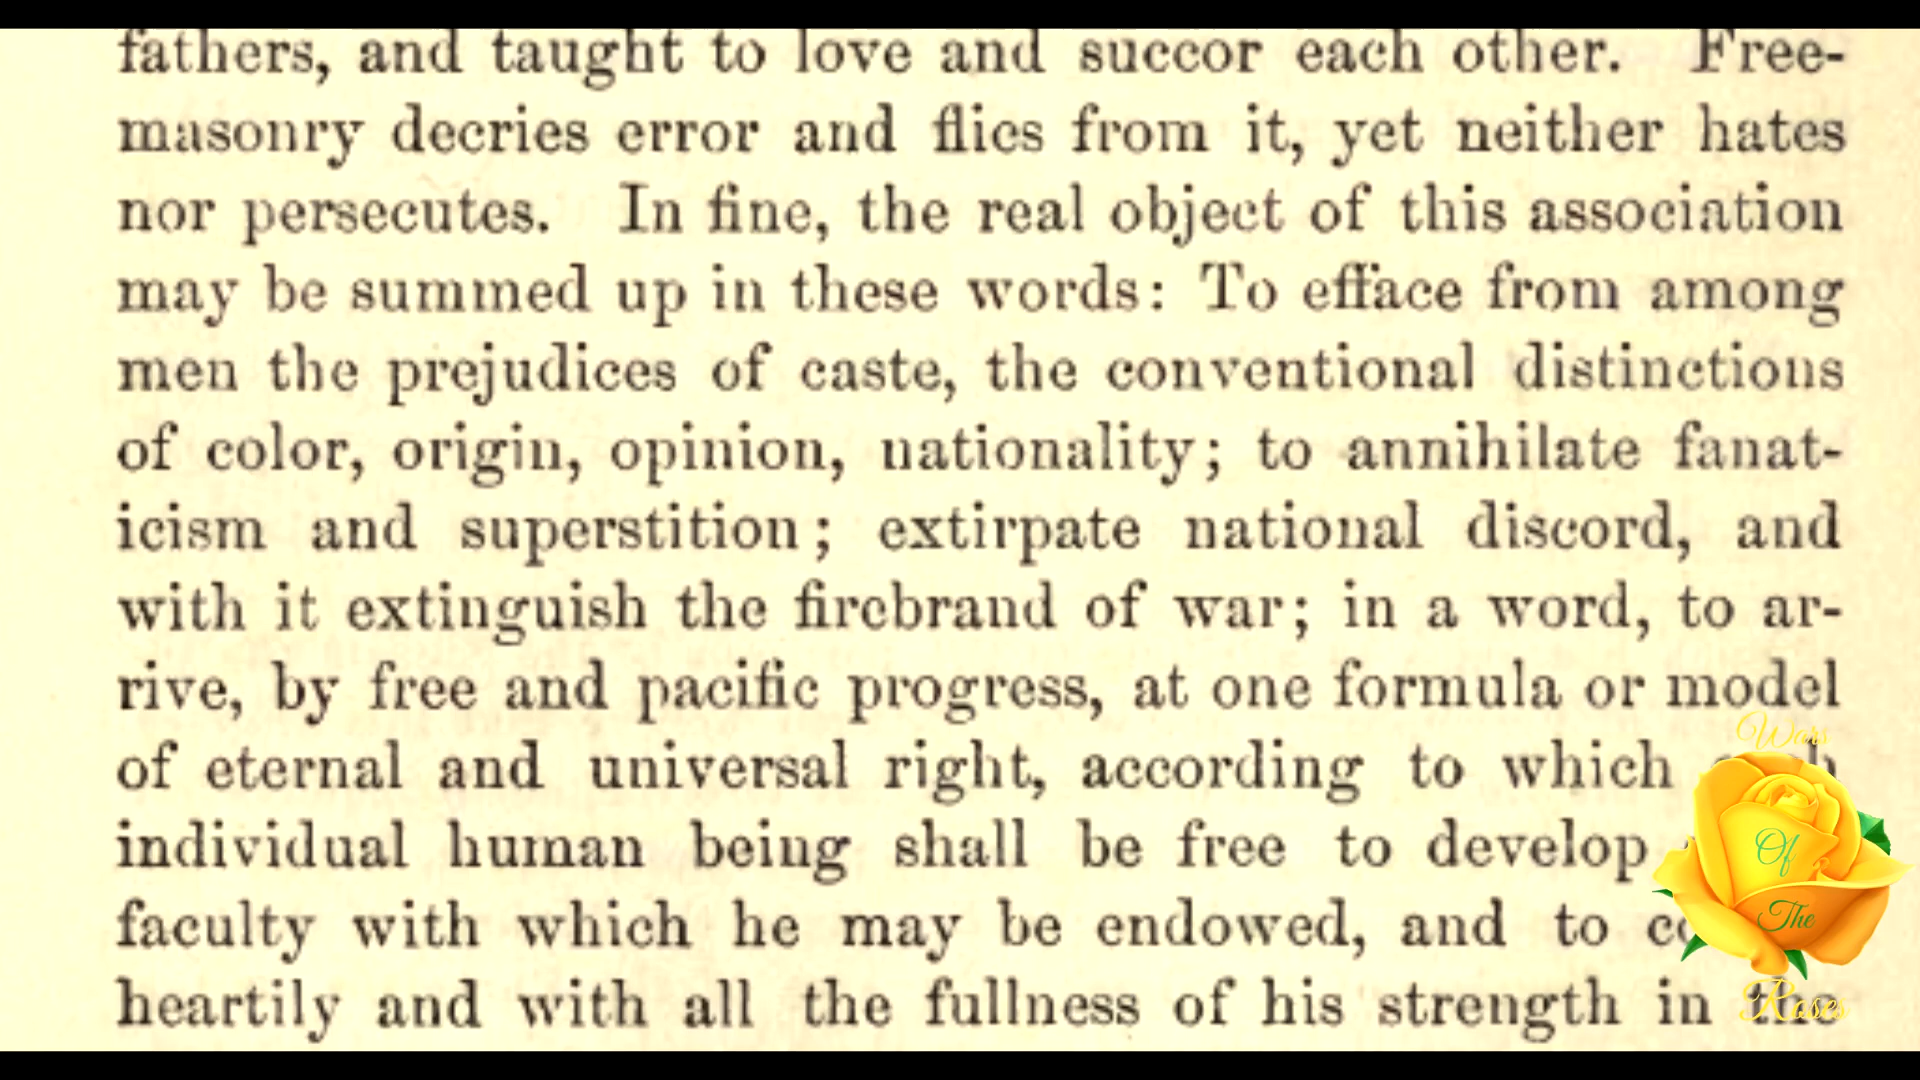 fathers, and taught to love and succor each other. Free-
masonry decries error and flies from it, yet neither hates
nor persecutes. In fine, the real object of this association
may be summed up in these words: To efface from among
men the prejudices of caste, the conventional distinctions
of color, origin, opinion, nationality; to annihilate fanat-
icism and superstition; extirpate national discord, and
with it extinguish the firebrand of war; in a word, to ar-
rive, by free and pacific progress, at one formula or model
of eternal and universal right, according to which
individual human being shall be free to develop
faculty with which he may be endowed, and to
heartily and with all the fullness of his strength in the
Wars
Of
The
Roses